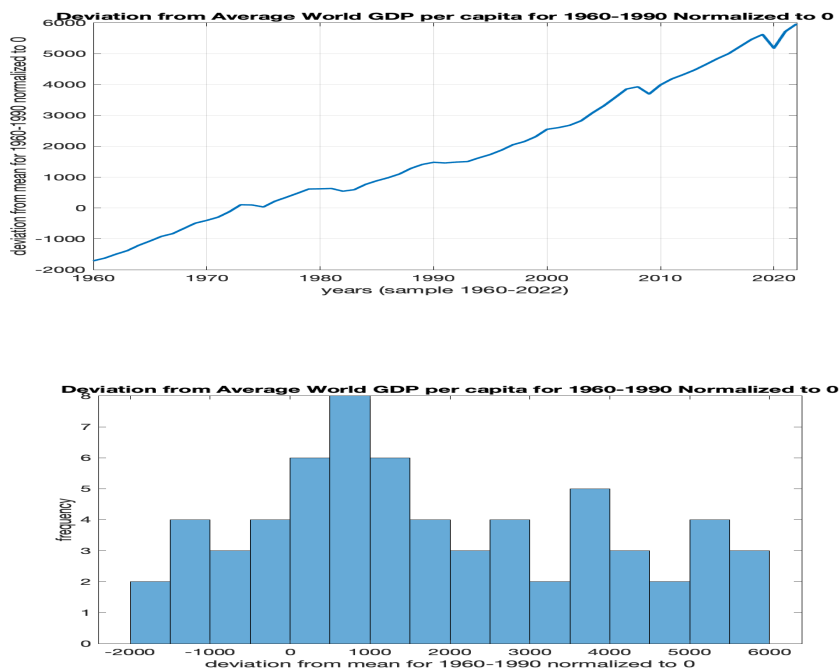 Deviation from Average World GDP per capita for 1960-1990 Normalized to 0
deviation from mean for 1960-1990 normalized to 0
6000
5000
4000
3000
2000
1000
0
-1000
-2000
1960 1970 1980 1990 2000 2010 2020
years (sample 1960-2022)
Deviation from Average World GDP per capita for 1960-1990 Normalized to 0
frequency
8
7
6
5
4
3
2
1
0
-2000 -1000 0 1000 2000 3000 4000 5000 6000
deviation from mean for 1960-1990 normalized to 0